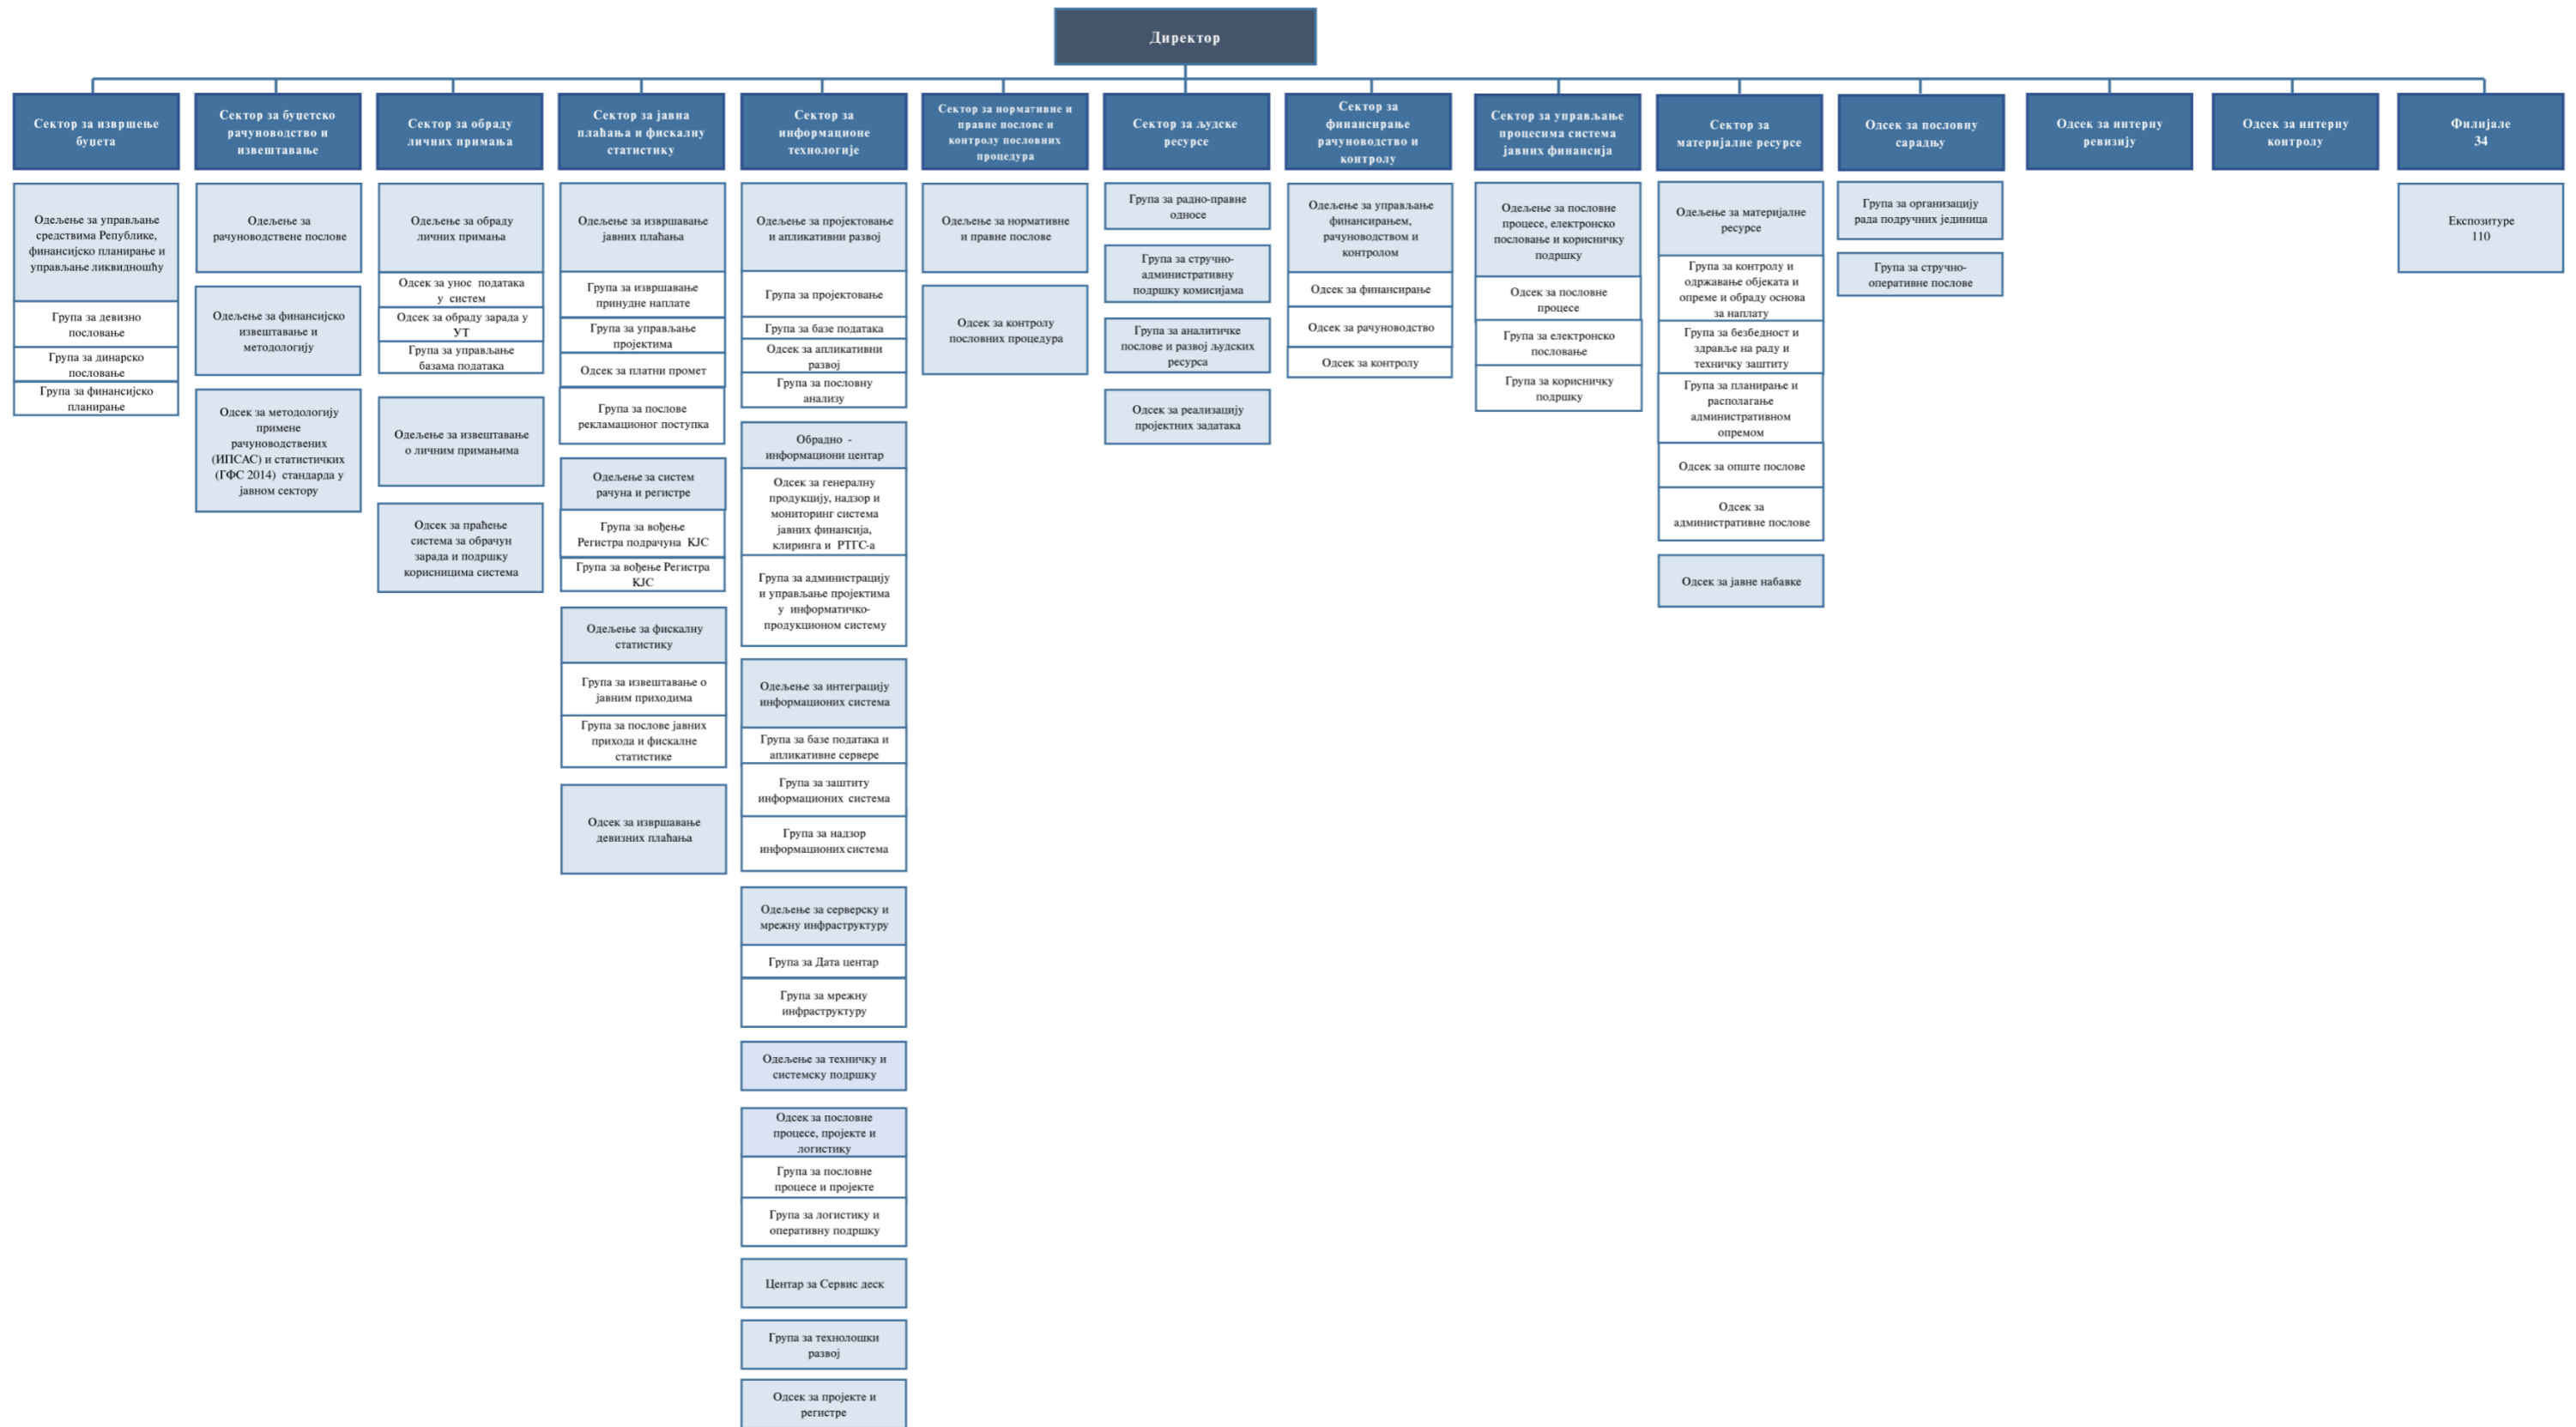 Директор
Сектор за извршење
буџета
Сектор за буџетско
рачуноводство и
извештавање
Сектор за обраду
личних примања
Сектор за јавна
плаћања и фискалну
статистику
Сектор за
информационе
технологије
Сектор за нормативне и
правне послове и
контролу пословних
процедура
Сектор за људске
ресурсе
Сектор за
финансирање
рачуноводство и
контролу
Сектор за управљање
процесима система
јавних финансија
Сектор за
материјалне ресурсе
Одсек за пословну
сарадњу
Одсек за интерну
ревизију
Одсек за интерну
контролу
Филијале
34
Одељење за управљање
средствима Републике,
финансијско планирање и
управљање ликвидношћу
Група за девизно
пословање
Група за динарско
пословање
Група за финансијско
планирање
Одељење за
рачуноводствене послове
Одељење за финансијско
извештавање и
методологију
Одсек за методологију
примене
рачуноводствених
(ИПСАС) и статистичких
(ГФС 2014) стандарда у
јавном сектору
Одељење за обраду
личних примања
Одсек за унос података
у систем
Одсек за обраду зарада у
УТ
Група за управљање
базама података
Одељење за извештавање
о личним примањима
Одсек за праћење
система за обрачун
зарада и подршку
корисницима система
Одељење за извршавање
јавних плаћања
Група за извршавање
принудне наплате
Група за управљање
пројектима
Одсек за платни промет
Група за послове
рекламационог поступка
Одељење за систем
рачуна и регистре
Група за вођење
Регистра подрачуна КЈС
Група за вођење Регистра
КЈС
Одељење за фискалну
статистику
Група за извештавање о
јавним приходима
Група за послове јавних
прихода и фискалне
статистике
Одсек за извршавање
девизних плаћања
Одељење за пројектовање
и апликативни развој
Група за пројектовање
Група за базе података
Одсек за апликативни
развој
Група за пословну
анализу
Обрадно -
информациони центар
Одсек за генералну
продукцију, надзор и
мониторинг система
јавних финансија,
клиринга и РТГС-а
Група за администрацију
и управљање пројектима
у информатичко-
продукционом систему
Одељење за интеграцију
информационих система
Група за базе података и
апликативне сервере
Група за заштиту
информационих система
Група за надзор
информационих система
Одељење за серверску и
мрежну инфраструктуру
Група за Дата центар
Група за мрежну
инфраструктуру
Одељење за техничку и
системску подршку
Одсек за пословне
процесе, пројекте и
логистику
Група за пословне
процесе и пројекте
Група за логистику и
оперативну подршку
Центар за Сервис деск
Група за технолошки
развој
Одсек за пројекте и
регистре
Одељење за нормативне
и правне послове
Одсек за контролу
пословних процедура
Група за радно-правне
односе
Група за стручно-
административну
подршку комисијама
Група за аналитичке
послове и развој људских
ресурса
Одсек за реализацију
пројектних задатака
Одељење за управљање
финансирањем,
рачуноводством и
контролом
Одсек за финансирање
Одсек за рачуноводство
Одсек за контролу
Одељење за пословне
процесе, електронско
пословање и корисничку
подршку
Одсек за пословне
процесе
Група за електронско
пословање
Група за корисничку
подршку
Одељење за материјалне
ресурсе
Група за контролу и
одржавање објеката и
опреме и обраду основа
за наплату
Група за безбедност и
здравље на раду и
техничку заштиту
Група за планирање и
располагање
административном
опремом
Одсек за опште послове
Одсек за
административне послове
Одсек за јавне набавке
Група за организацију
рада подручних јединица
Група за стручно-
оперативне послове
Експозитуре
110